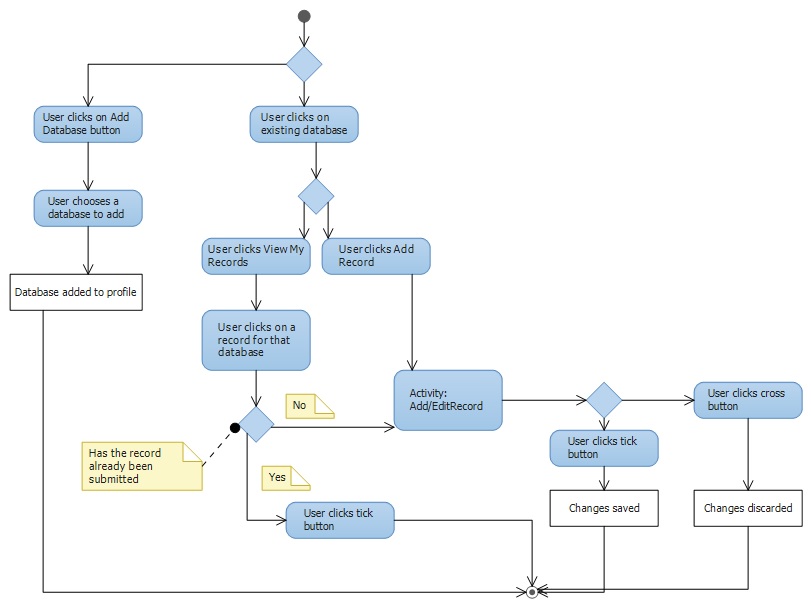 User clicks on Add
Database button
User clicks on
existing database
User chooses a
database to add
User clicks View My
Records
User clicks Add
Record
Database added to profile
User clicks on a
record for that
database
Activity:
Add/EditRecord
User clicks cross
button
No
User clicks tick
button
Has the record
already been
submitted
Yes
User clicks tick
button
Changes saved
Changes discarded